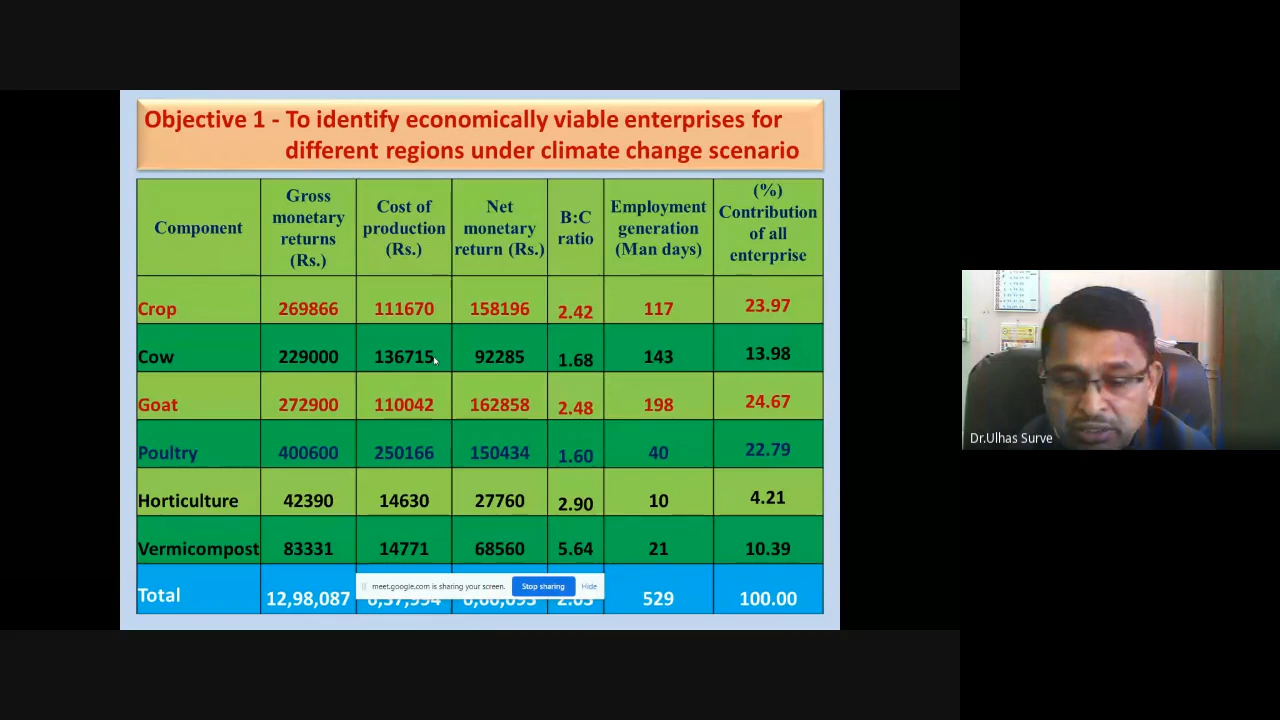 Objective 1 - To identify economically viable enterprises for
different regions under climate change scenario
Component Gross monetary returns (Rs.) Cost of production (Rs.) Net monetary return (Rs.) B:C ratio Employment generation (Man days) (%) Contribution of all enterprise
Crop 269866 111670 158196 2.42 117 23.97
Cow 229000 136715 92285 1.68 143 13.98
Goat 272900 110042 162858 2.48 198 24.67
Poultry 400600 250166 150434 1.60 40 22.79
Horticulture 42390 14630 27760 2.90 10 4.21
Vermicompost 83331 14771 68560 5.64 21 10.39
meet.google.com is sharing your screen. Stop sharing Hide
Total 12,98,087 529 100.00
Dr.Ulhas Surve